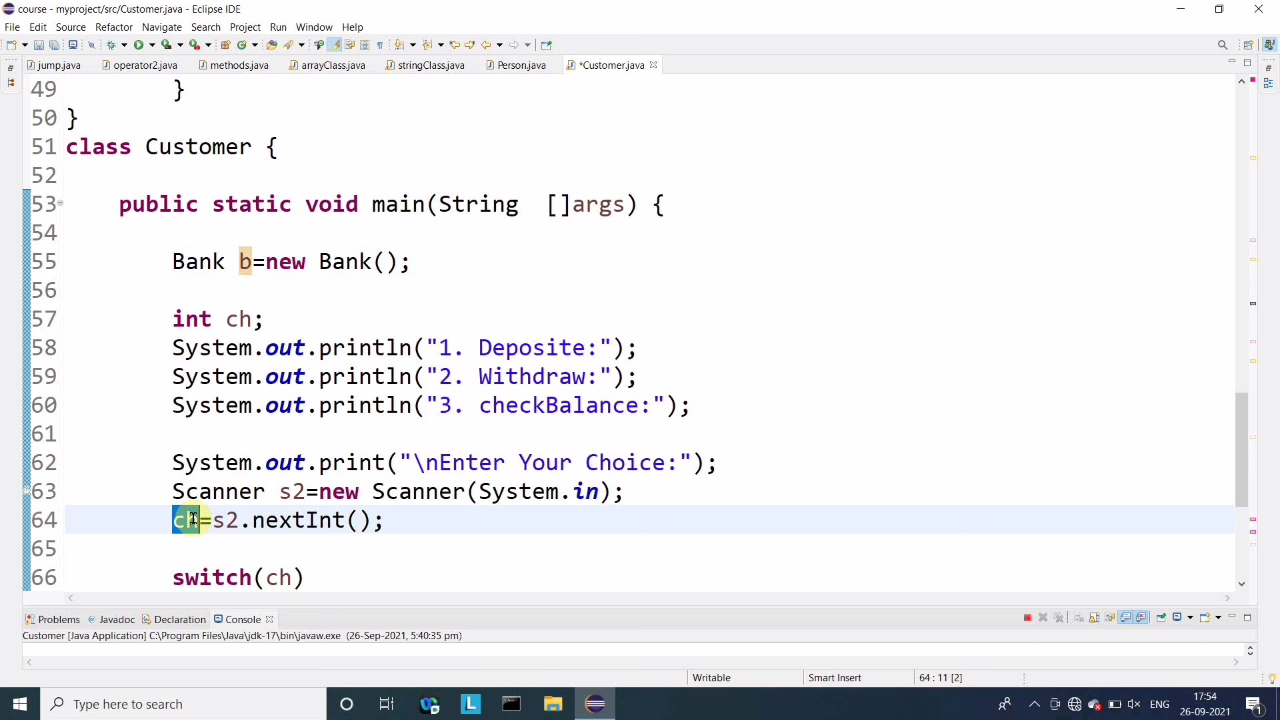 course - myproject/src/Customer.java - Eclipse IDE
File Edit Source Refactor Navigate Search Project Run Window Help
jump.java operator2.java methods.java arrayClass.java stringClass.java Person.java *Customer.java
49 }
50 }
51 class Customer {
52
53 public static void main(String []args) {
54
55 Bank b=new Bank();
56
57 int ch;
58 System.out.println("1. Deposite:");
59 System.out.println("2. Withdraw:");
60 System.out.println("3. checkBalance:");
61
62 System.out.print("\nEnter Your Choice:");
63 Scanner s2=new Scanner(System.in);
64 ch=s2.nextInt();
65
66 switch(ch)
Problems Javadoc Declaration Console
Customer [Java Application] C:\Program Files\Java\jdk-17\bin\javaw.exe (26-Sep-2021, 5:40:35 pm)
Writable Smart Insert 64 : 11 [2]
Type here to search L ENG 17:54
26-09-2021 1